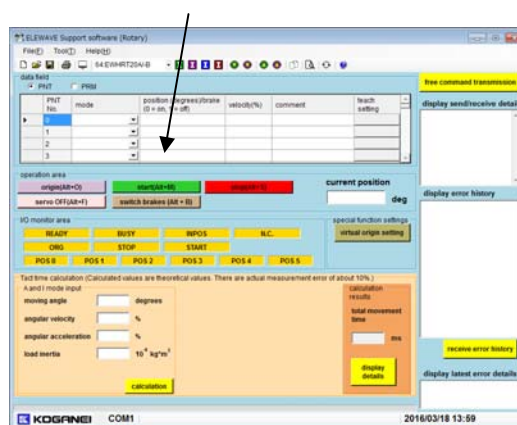 ELEWAVE Support software (Rotary)
File(F) Tool(T) Help(H)
64:EWHRT20A/-B
data field
PNT PRM
PNT No. mode position (degrees)/brake (0 = on, 1 = off) velocity(%) comment teach setting
0
1
2
3
operation area
origin(Alt+O) start(Alt+M) stop(Alt+S)
servo OFF(Alt+F) switch brakes (Alt + B)
current position
deg
I/O monitor area
READY BUSY INPOS N.C.
ORG STOP START
POS 0 POS 1 POS 2 POS 3 POS 4 POS 5
special function settings
virtual origin setting
Tact time calculation (Calculated values are theoretical values. There are actual measurement error of about 10%.)
A and I mode input
moving angle degrees
angular velocity %
angular acceleration %
load inertia 10⁻⁴ kg*m²
calculation
calculation results
total movement time
ms
display details
free command transmission
display send/receive detail
display error history
receive error history
display latest error details
KOGANEI COM1 2016/03/18 13:59